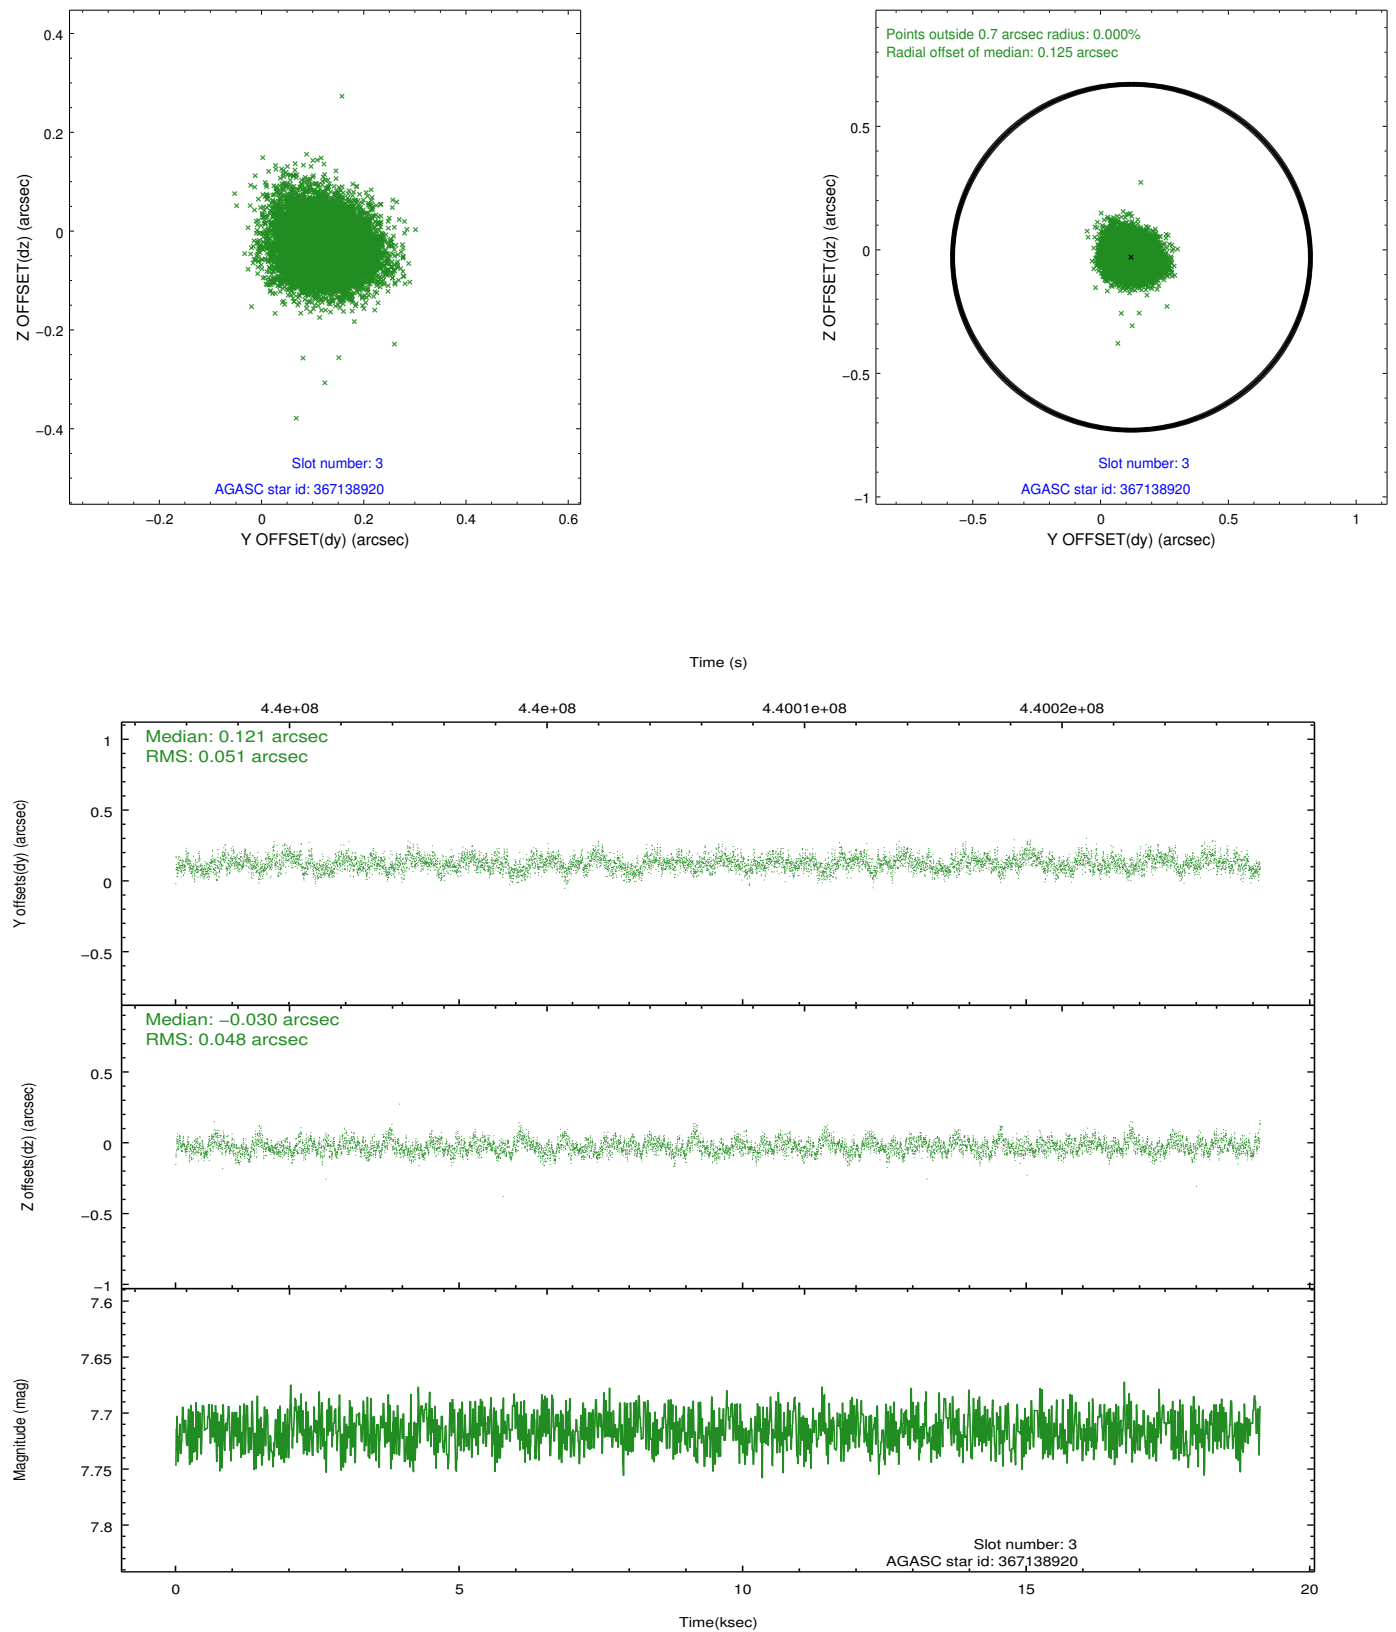 0.4
0.2
0
−0.2
−0.4
Z OFFSET(dz) (arcsec)
Slot number: 3
AGASC star id: 367138920
−0.2
0
0.2
0.4
0.6
Y OFFSET(dy) (arcsec)
Points outside 0.7 arcsec radius: 0.000%
Radial offset of median: 0.125 arcsec
0.5
0
−0.5
−1
Z OFFSET(dz) (arcsec)
Slot number: 3
AGASC star id: 367138920
−0.5
0
0.5
1
Y OFFSET(dy) (arcsec)
Time (s)
4.4e+08
4.4e+08
4.4001e+08
4.4002e+08
Median: 0.121 arcsec
RMS: 0.051 arcsec
1
0.5
0
−0.5
Y offsets(dy) (arcsec)
Median: −0.030 arcsec
RMS: 0.048 arcsec
0.5
0
−0.5
−1
Z offsets(dz) (arcsec)
7.6
7.65
7.7
7.75
7.8
Magnitude (mag)
Slot number: 3
AGASC star id: 367138920
0
5
10
15
20
Time(ksec)